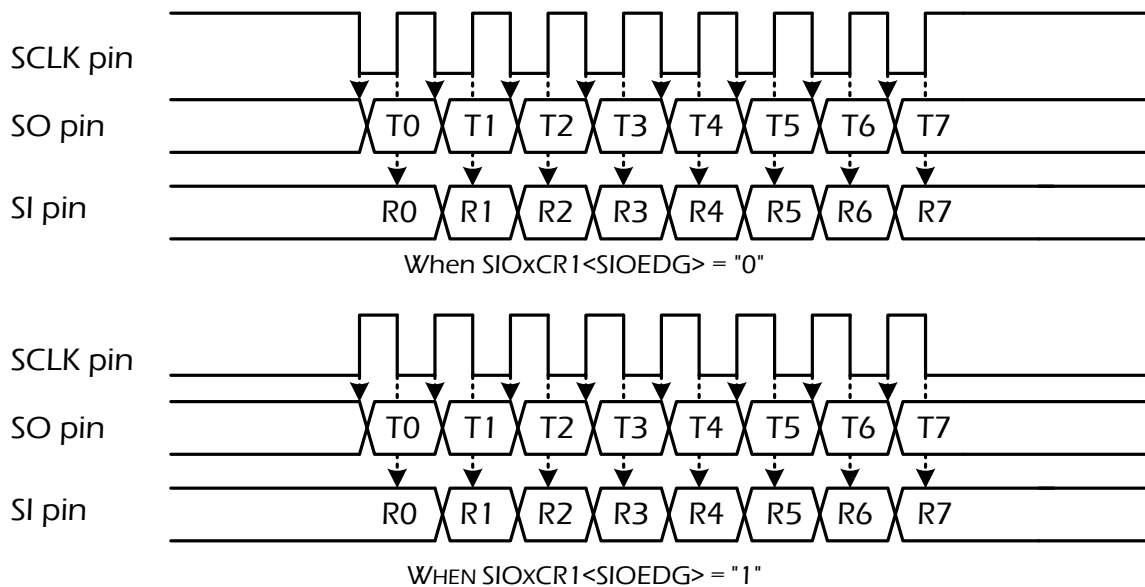 SCLK pin
SO pin T0 T1 T2 T3 T4 T5 T6 T7
SI pin R0 R1 R2 R3 R4 R5 R6 R7
When SIOxCR1<SIOEDG> = "0"
SCLK pin
SO pin T0 T1 T2 T3 T4 T5 T6 T7
SI pin R0 R1 R2 R3 R4 R5 R6 R7
WHEN SIOXCR1<SIOEDG> = "1"